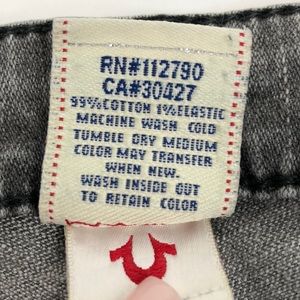 RN#112790
CA#30427
99%COTTON 1%ELASTIC
MACHINE WASH COLD
TUMBLE DRY MEDIUM
COLOR MAY TRANSFER
WHEN NEW.
WASH INSIDE OUT
TO RETAIN COLOR